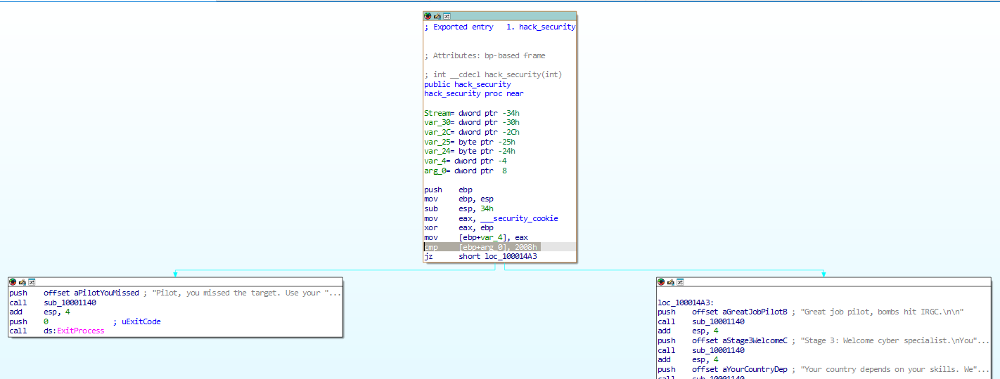 ; Exported entry   1. hack_security
; Attributes: bp-based frame
; int __cdecl hack_security(int)
public hack_security
hack_security proc near
Stream= dword ptr -34h
var_30= dword ptr -30h
var_2C= dword ptr -2Ch
var_25= byte ptr -25h
var_24= byte ptr -24h
var_4= dword ptr -4
arg_0= dword ptr  8
push    ebp
mov     ebp, esp
sub     esp, 34h
mov     eax, ___security_cookie
xor     eax, ebp
mov     [ebp+var_4], eax
cmp     [ebp+arg_0], 2008h
jz      short loc_100014A3
push    offset aPilotYouMissed ; "Pilot, you missed the target. Use your "...
call    sub_10001140
add     esp, 4
push    0               ; uExitCode
call    ds:ExitProcess
loc_100014A3:
push    offset aGreatJobPilotB ; "Great job pilot, bombs hit IRGC.\n\n"
call    sub_10001140
add     esp, 4
push    offset aStage3WelcomeC ; "Stage 3: Welcome cyber specialist.\nYou"...
call    sub_10001140
add     esp, 4
push    offset aYourCountryDep ; "Your country depends on your skills. We"...
call    sub_10001140